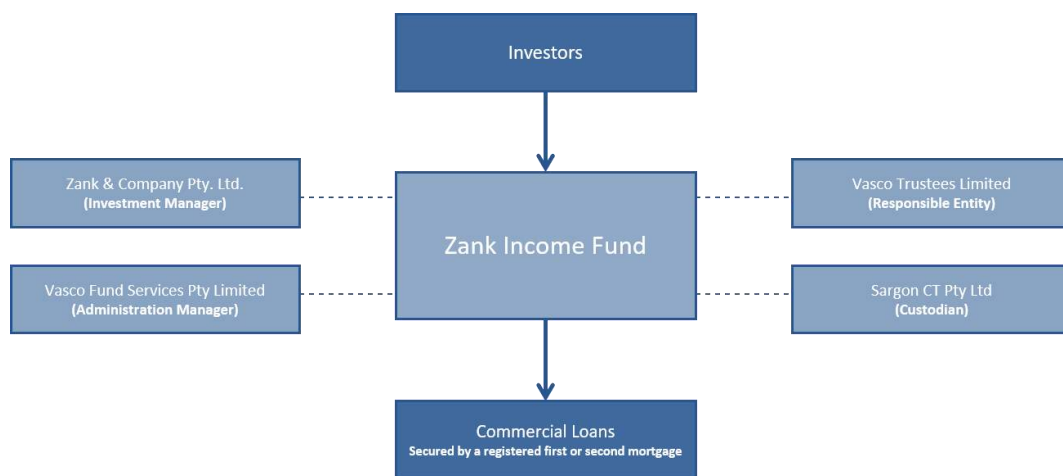 Investors
Zank & Company Pty. Ltd.
(Investment Manager)
Vasco Trustees Limited
(Responsible Entity)
Zank Income Fund
Vasco Fund Services Pty Limited
(Administration Manager)
Sargon CT Pty Ltd
(Custodian)
Commercial Loans
Secured by a registered first or second mortgage